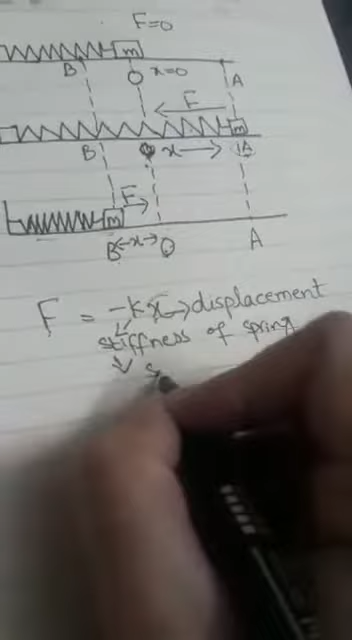 F=0
m
B O x=0 A
F
m
B O x A
F
m
B x O A
F = -kx → displacement
stiffness of spring
s